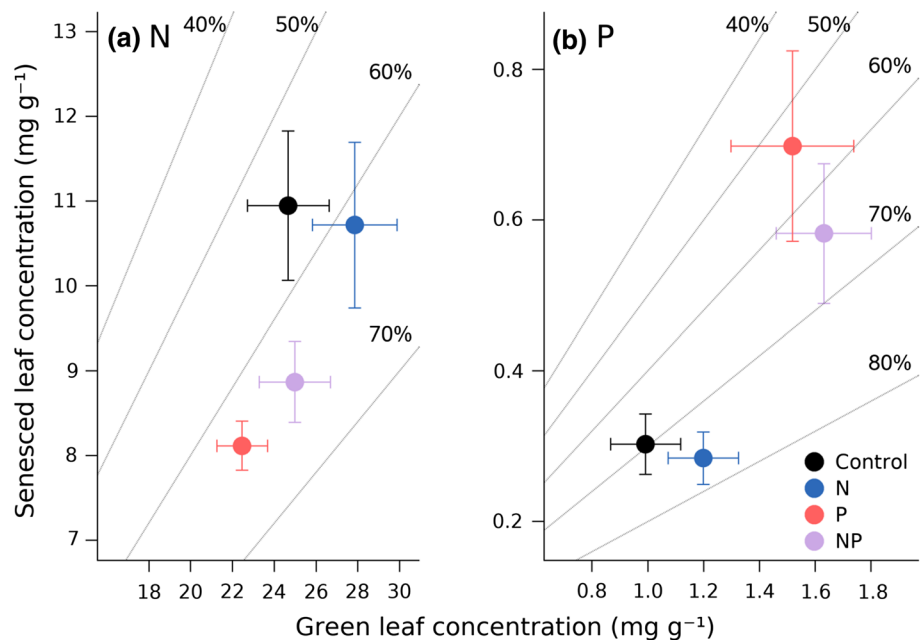 (a) N
40%
50%
60%
70%
13
12
11
10
9
8
7
18 20 22 24 26 28 30
Senesced leaf concentration (mg g⁻¹)
(b) P
40%
50%
60%
70%
80%
0.8
0.6
0.4
0.2
0.8 1.0 1.2 1.4 1.6 1.8
Control
N
P
NP
Green leaf concentration (mg g⁻¹)